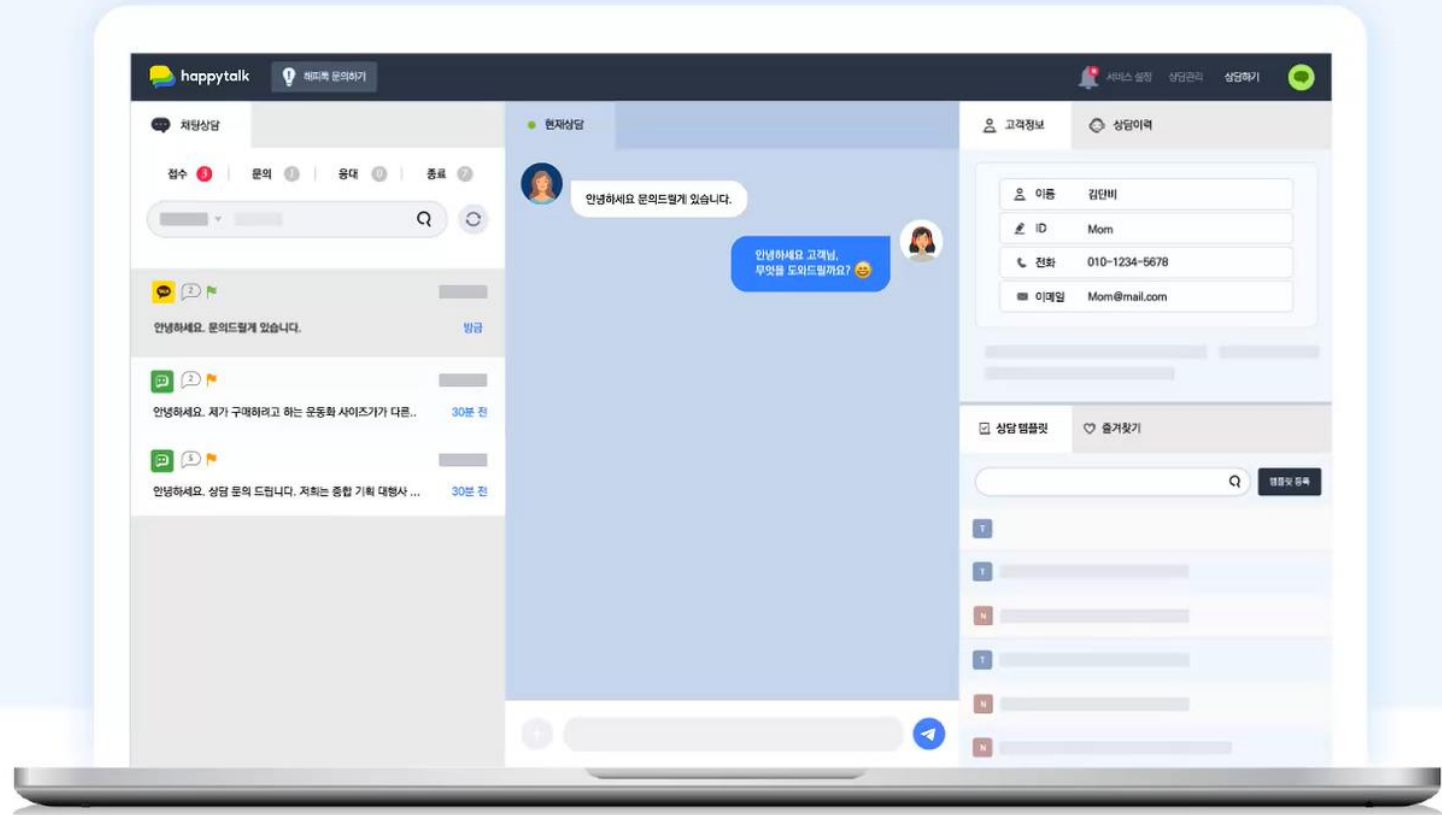 happytalk
해피톡 문의하기
서비스 설정 상담관리 상담하기
채팅상담
접수 3 문의 1 응대 0 종료 7
2
안녕하세요. 문의드릴게 있습니다.
방금
2
안녕하세요. 제가 구매하려고 하는 운동화 사이즈가가 다른..
30분 전
5
안녕하세요. 상담 문의 드립니다. 저희는 종합 기획 대행사 ...
30분 전
현재상담
안녕하세요 문의드릴게 있습니다.
안녕하세요 고객님,
무엇을 도와드릴까요? 😄
고객정보 상담이력
이름 김단비
ID Mom
전화 010-1234-5678
이메일 Mom@mail.com
상담 템플릿 즐겨찾기
템플릿 등록
T
T
N
T
N
N